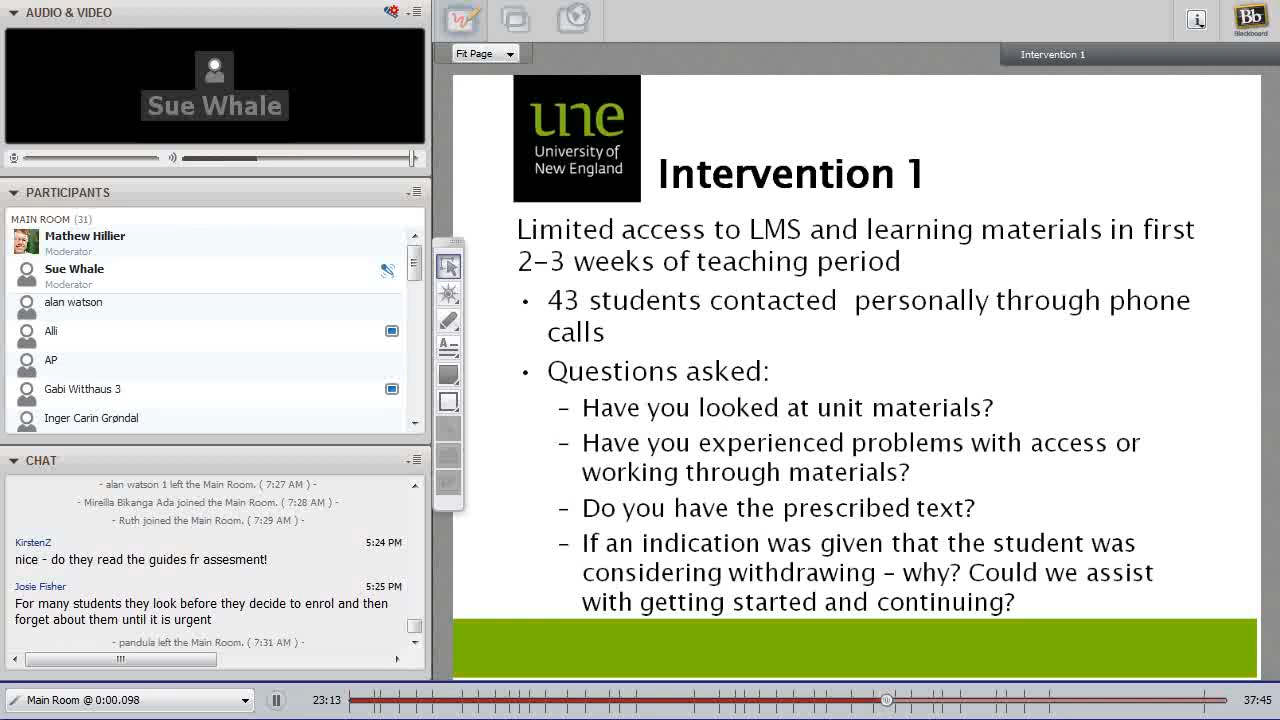 AUDIO & VIDEO
Sue Whale
PARTICIPANTS
MAIN ROOM (31)
Mathew Hillier
Moderator
Sue Whale
Moderator
alan watson
Alli
AP
Gabi Witthaus 3
Inger Carin Grøndal
CHAT
- alan watson 1 left the Main Room. ( 7:27 AM ) -
- Mireilla Bikanga Ada joined the Main Room. ( 7:28 AM ) -
- Ruth joined the Main Room. ( 7:29 AM ) -
KirstenZ 5:24 PM
nice - do they read the guides fr assesment!
Josie Fisher 5:25 PM
For many students they look before they decide to enrol and then
forget about them until it is urgent
- pandula left the Main Room. ( 7:31 AM ) -
Main Room @ 0:00.098
23:13
37:45
Fit Page
Intervention 1
Bb
Blackboard
une
University of
New England
Intervention 1
Limited access to LMS and learning materials in first
2-3 weeks of teaching period
• 43 students contacted personally through phone
calls
• Questions asked:
– Have you looked at unit materials?
– Have you experienced problems with access or
working through materials?
– Do you have the prescribed text?
– If an indication was given that the student was
considering withdrawing – why? Could we assist
with getting started and continuing?